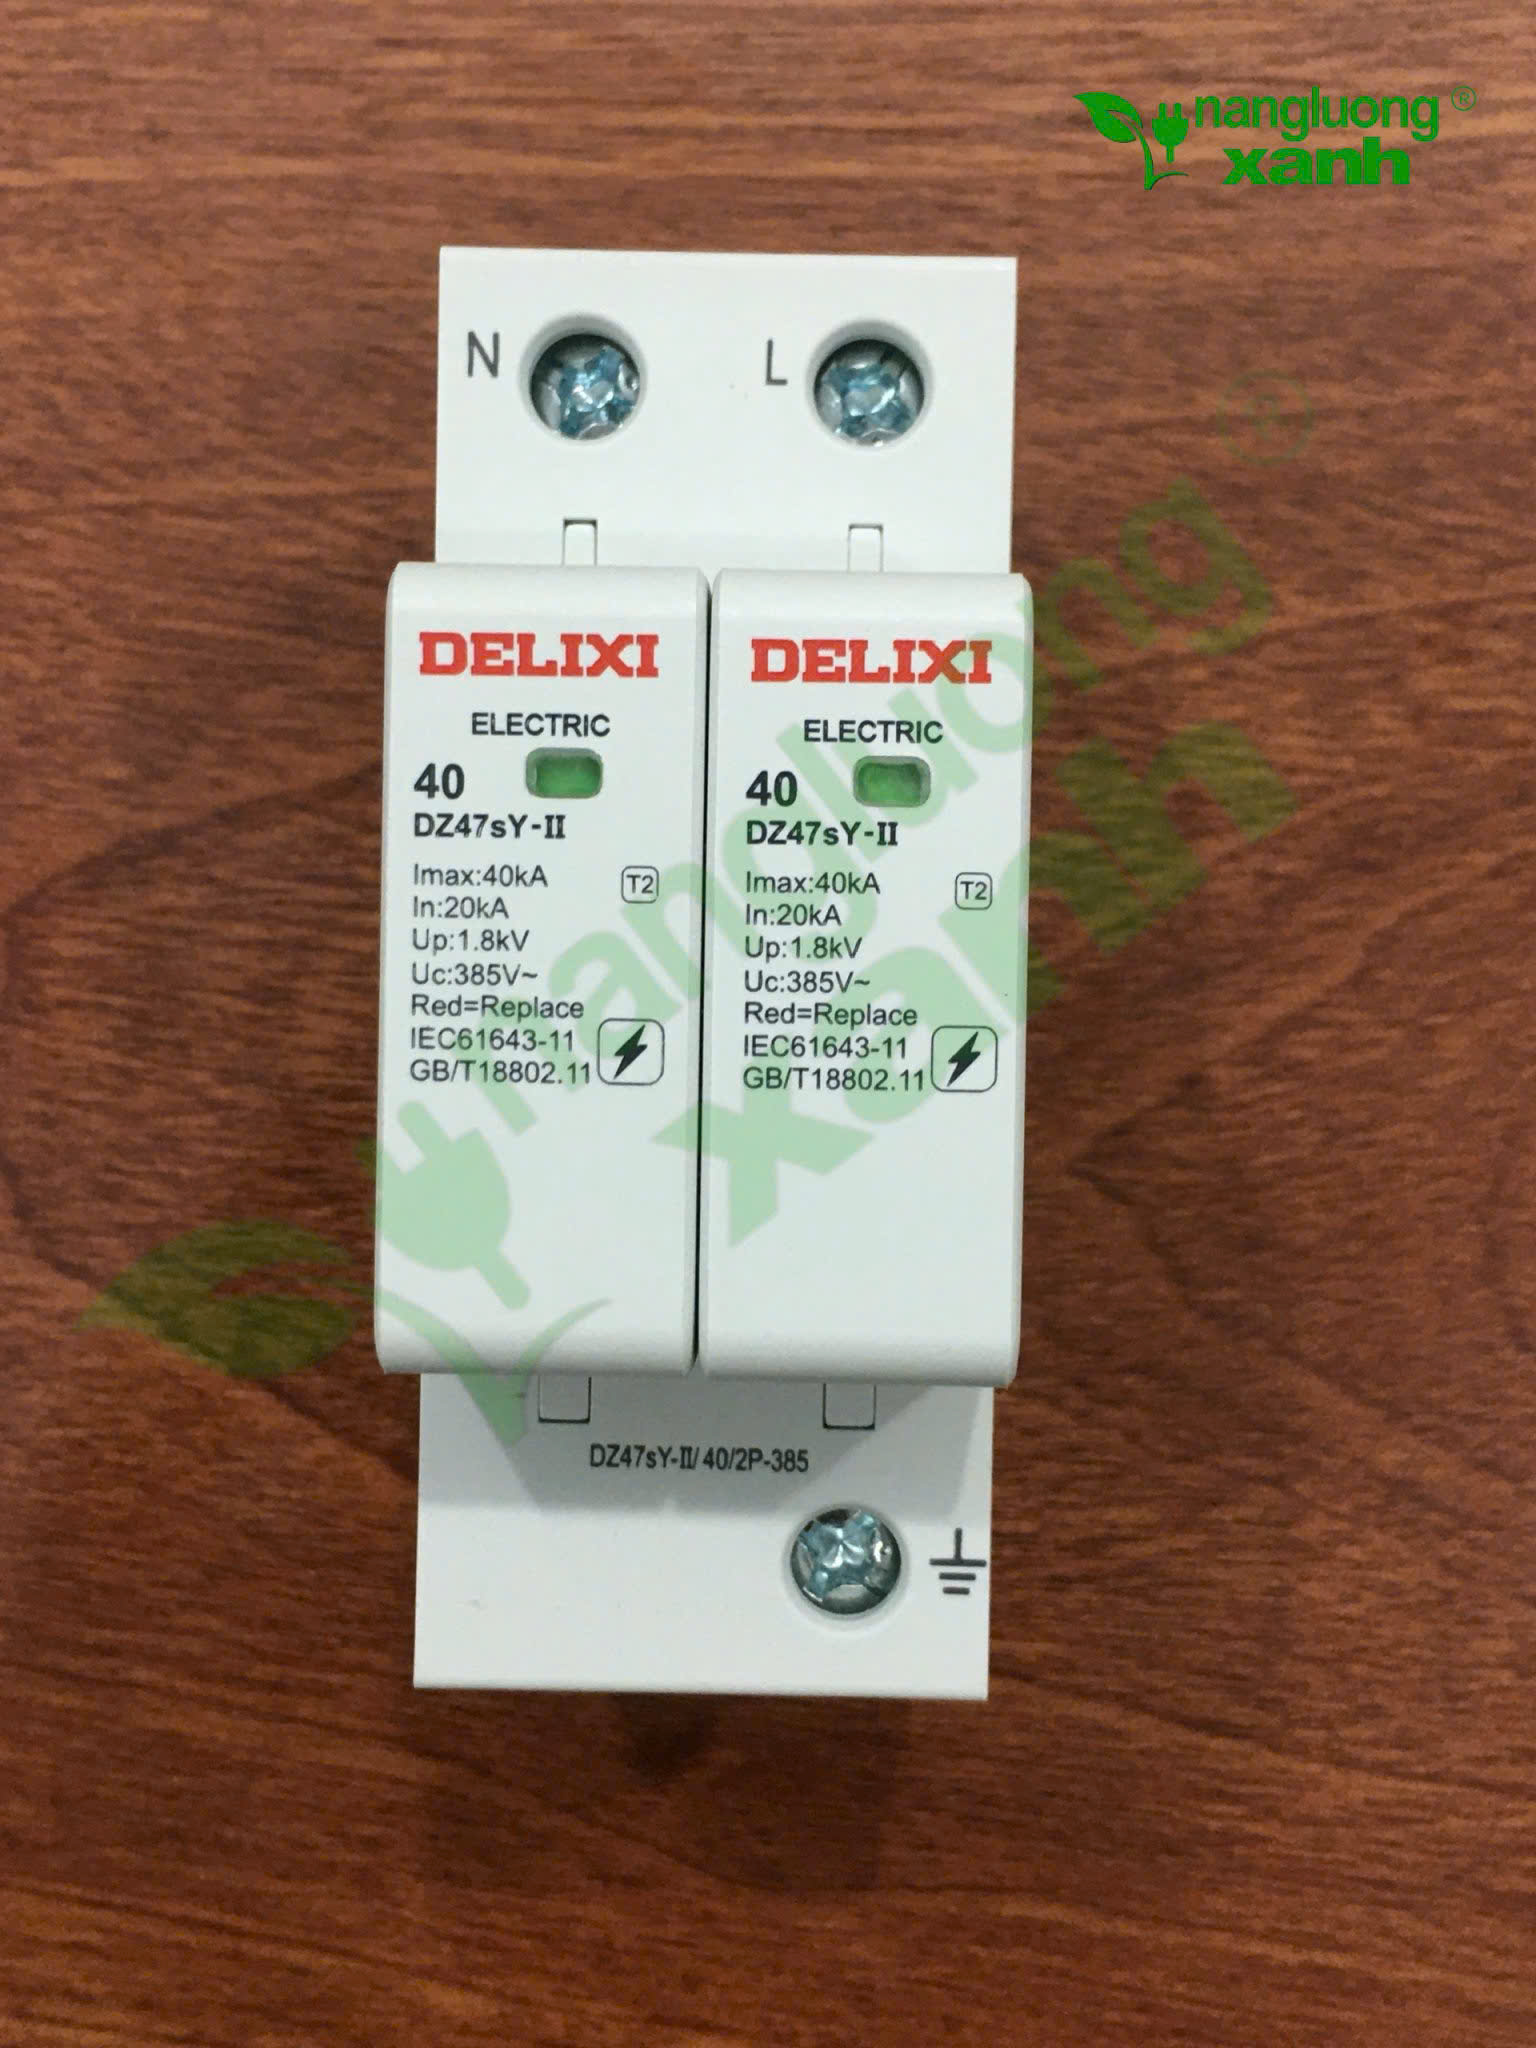 nangluong ®
xanh
N L
DELIXI
ELECTRIC
40
DZ47sY-II
Imax:40kA T2
In:20kA
Up:1.8kV
Uc:385V~
Red=Replace
IEC61643-11
GB/T18802.11
DELIXI
ELECTRIC
40
DZ47sY-II
Imax:40kA T2
In:20kA
Up:1.8kV
Uc:385V~
Red=Replace
IEC61643-11
GB/T18802.11
nangluong ®
xanh
DZ47sY-II/40/2P-385